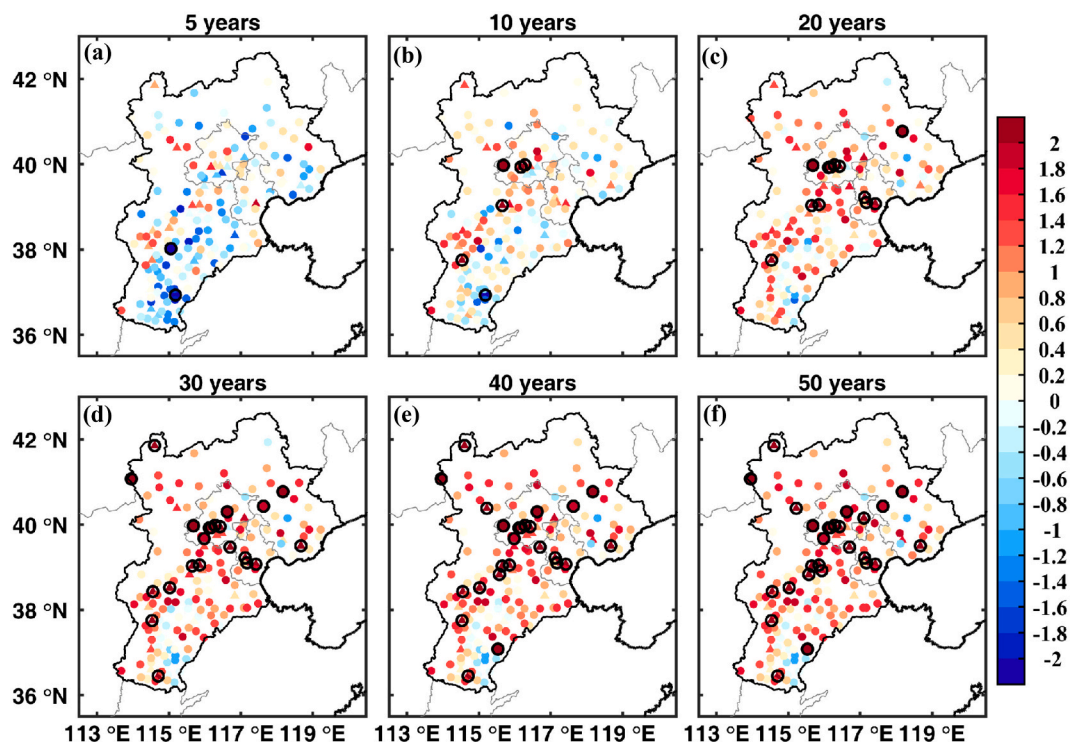 5 years
10 years
20 years
(a)
(b)
(c)
42 °N
40 °N
38 °N
36 °N
30 years
40 years
50 years
(d)
(e)
(f)
42 °N
40 °N
38 °N
36 °N
113 °E 115 °E 117 °E 119 °E
113 °E 115 °E 117 °E 119 °E
113 °E 115 °E 117 °E 119 °E
2
1.8
1.6
1.4
1.2
1
0.8
0.6
0.4
0.2
0
-0.2
-0.4
-0.6
-0.8
-1
-1.2
-1.4
-1.6
-1.8
-2